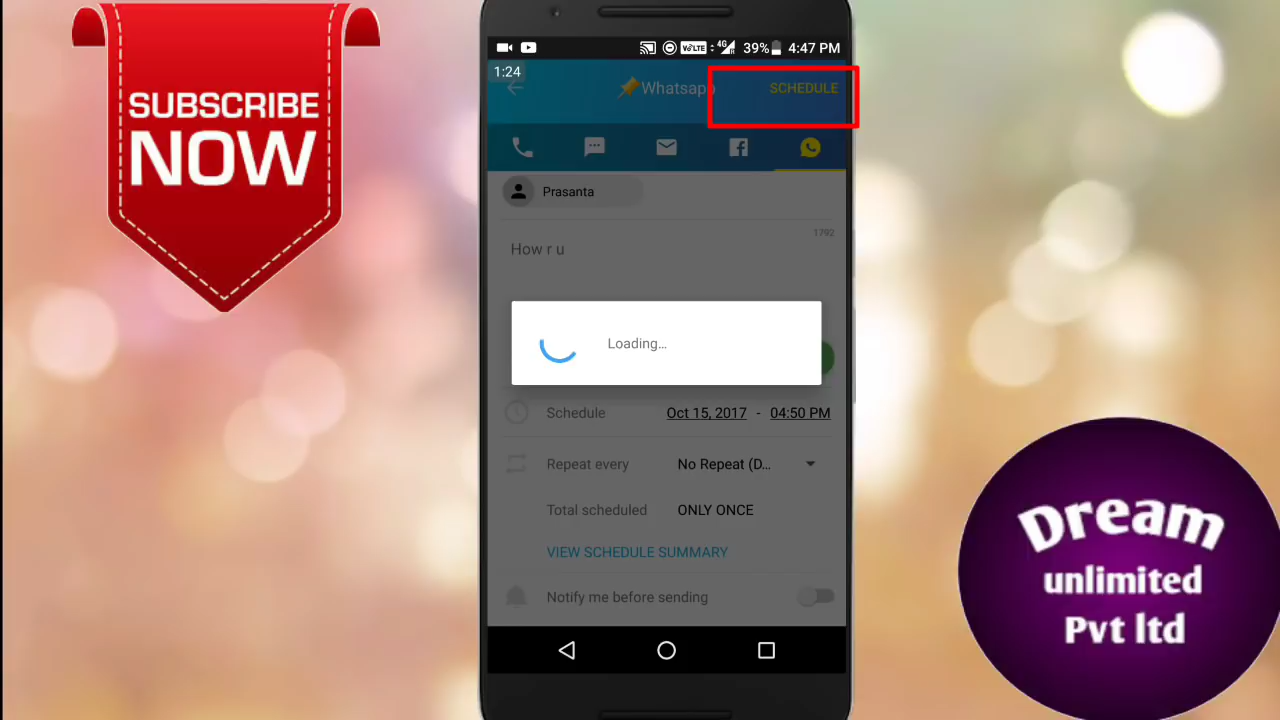 SUBSCRIBE
NOW
4G
VoLTE
39%
4:47 PM
1:24
Whatsapp
SCHEDULE
Prasanta
1792
How r u
Loading...
Schedule
Oct 15, 2017 - 04:50 PM
Repeat every
No Repeat (D...
Total scheduled
ONLY ONCE
VIEW SCHEDULE SUMMARY
Notify me before sending
Dream
unlimited
Pvt ltd